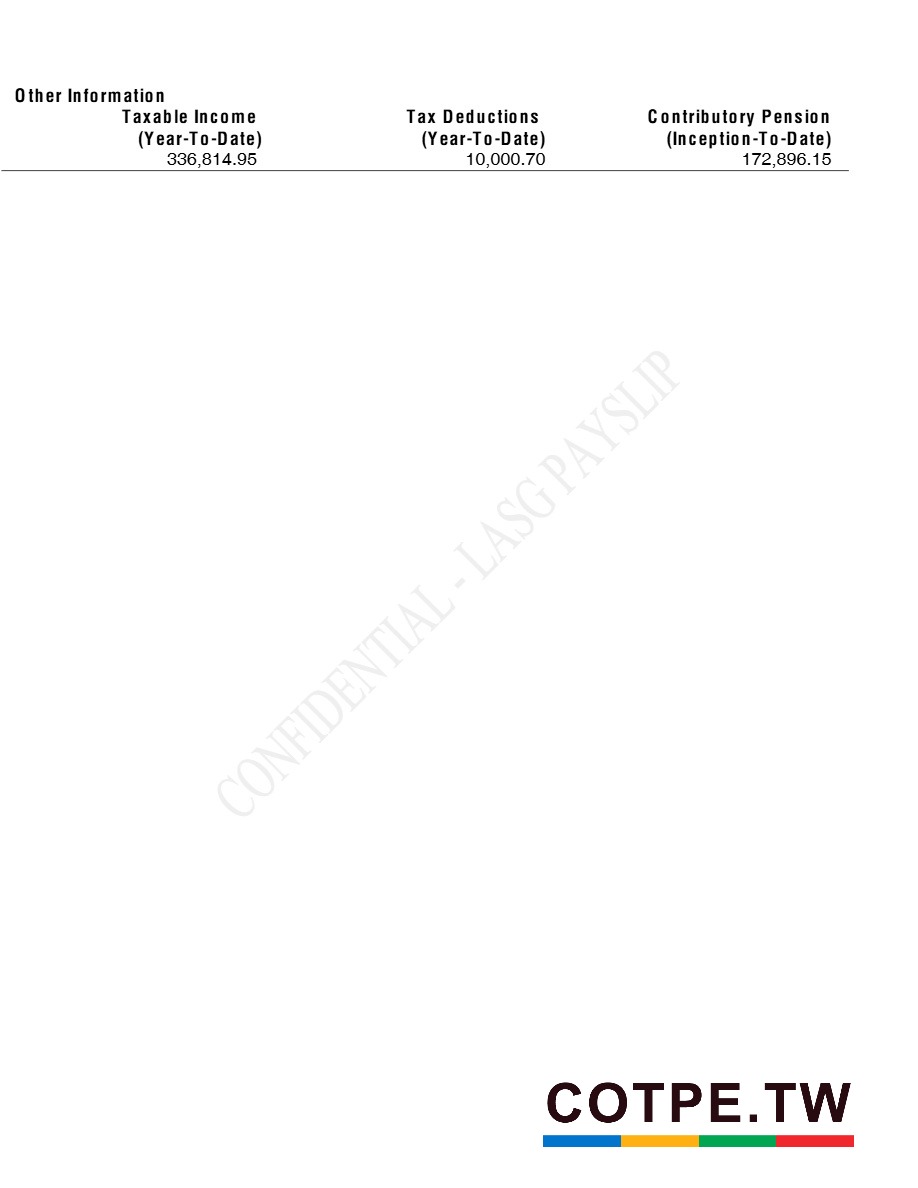 Other Information
Taxable Income Tax Deductions Contributory Pension
(Year-To-Date) (Year-To-Date) (Inception-To-Date)
336,814.95 10,000.70 172,896.15
CONFIDENTIAL - LASG PAYSLIP
COTPE.TW